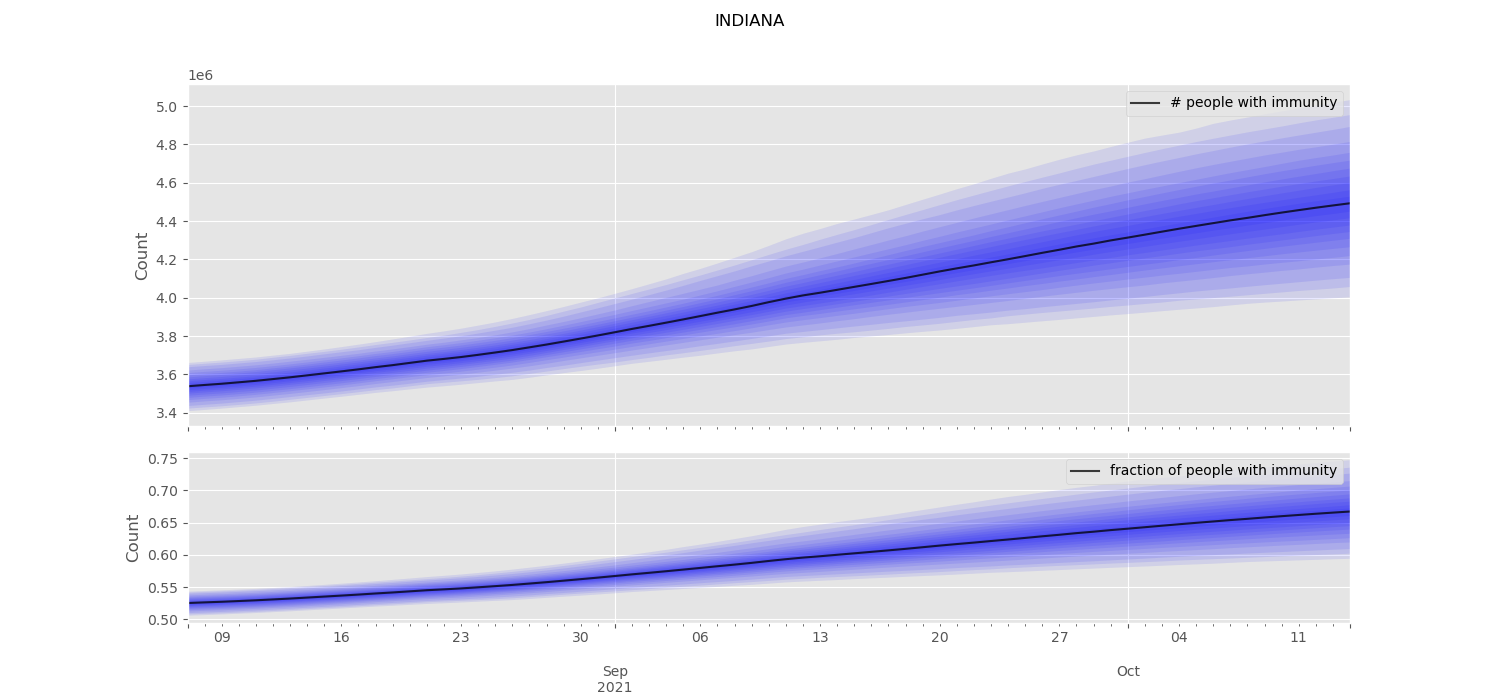 INDIANA
1e6
# people with immunity
5.0
4.8
4.6
4.4
4.2
4.0
3.8
3.6
3.4
Count
fraction of people with immunity
0.75
0.70
0.65
0.60
0.55
0.50
Count
09 16 23 30 06 13 20 27 04 11
Sep Oct
2021